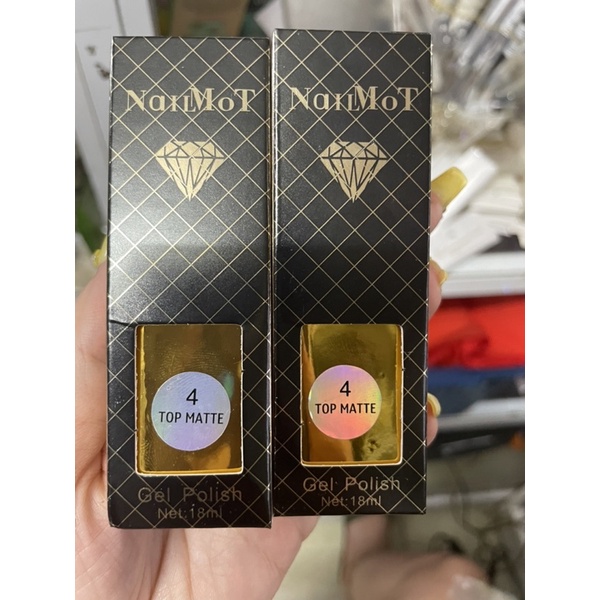 NaILMoT
4
TOP MATTE
Gel Polish
Net:18ml
NaILMoT
4
TOP MATTE
Gel Polish
Net:18ml